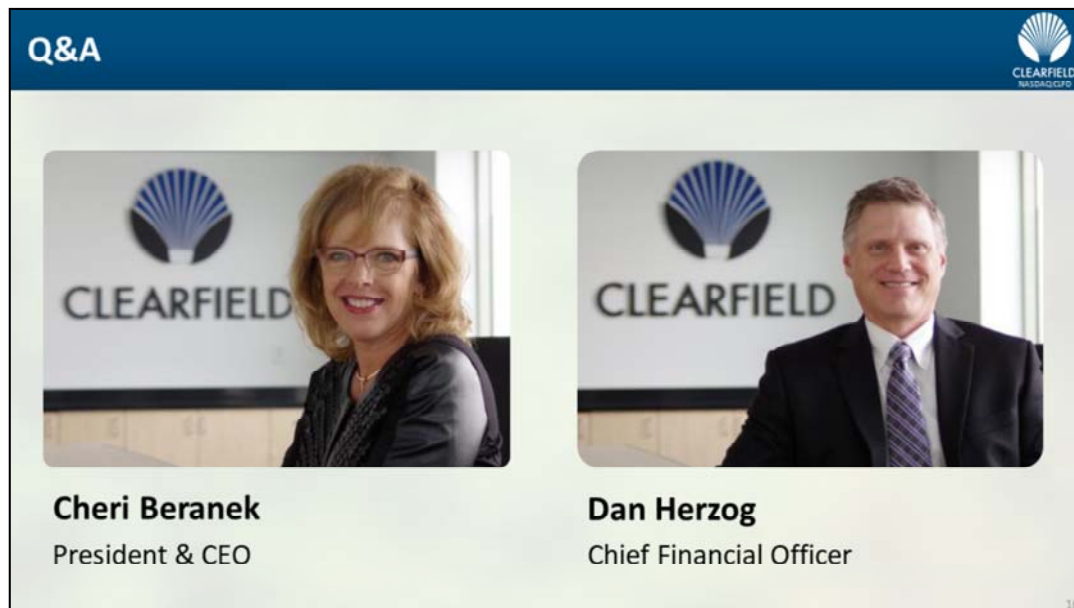 Q&A
CLEARFIELD
NASDAQ:CLFD
CLEARFIELD
CLEARFIELD
Cheri Beranek
President & CEO
Dan Herzog
Chief Financial Officer